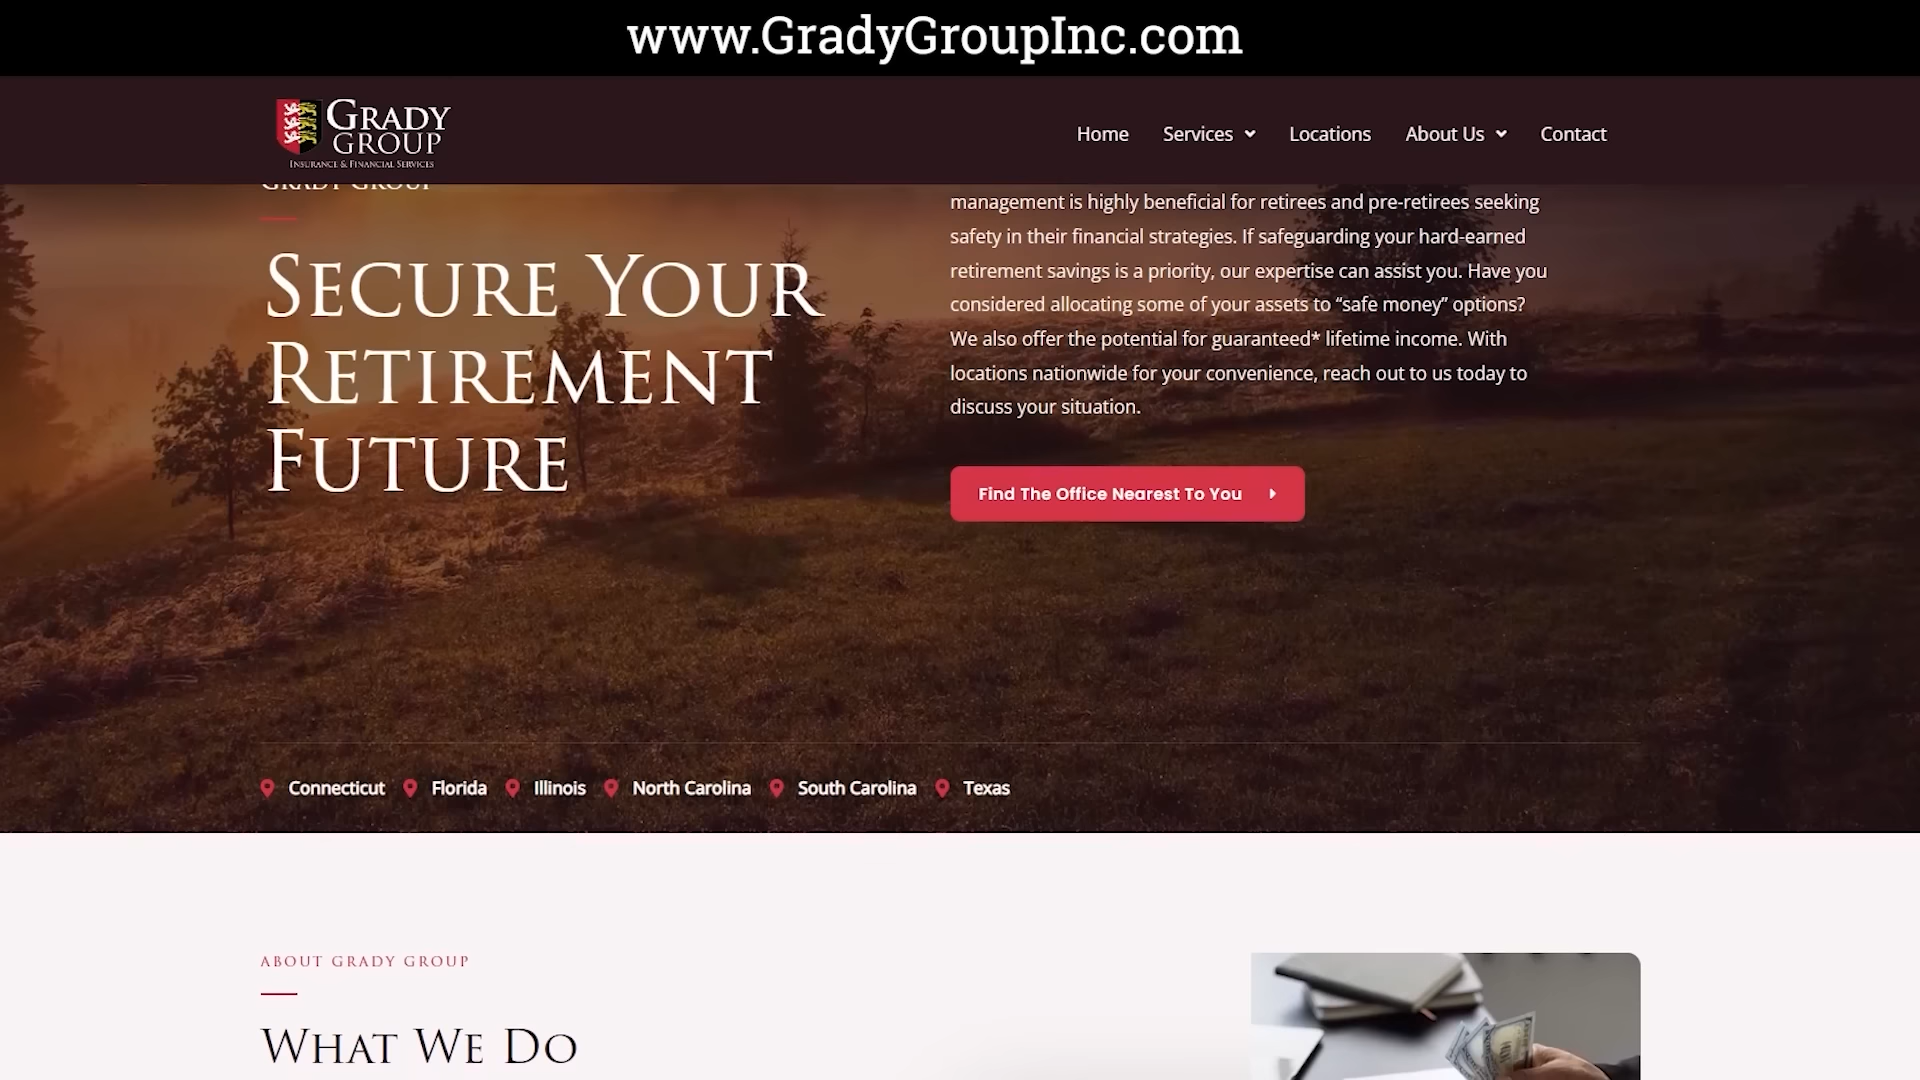 www.GradyGroupInc.com
GRADY
GROUP
INSURANCE & FINANCIAL SERVICES
Home
Services
Locations
About Us
Contact
GRADY GROUP
SECURE YOUR
RETIREMENT
FUTURE
management is highly beneficial for retirees and pre-retirees seeking
safety in their financial strategies. If safeguarding your hard-earned
retirement savings is a priority, our expertise can assist you. Have you
considered allocating some of your assets to “safe money” options?
We also offer the potential for guaranteed* lifetime income. With
locations nationwide for your convenience, reach out to us today to
discuss your situation.
Find The Office Nearest To You
Connecticut
Florida
Illinois
North Carolina
South Carolina
Texas
ABOUT GRADY GROUP
WHAT WE DO